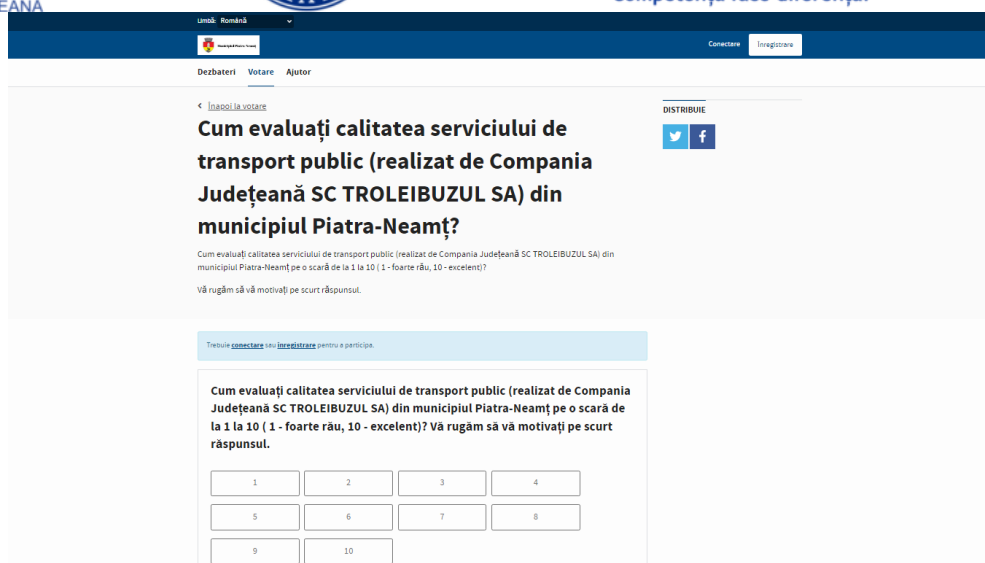 EANĂ
Limbă: Română
Municipiul Piatra Neamț
Conectare
Înregistrare
Dezbateri Votare Ajutor
Înapoi la votare
DISTRIBUIE
Cum evaluați calitatea serviciului de
transport public (realizat de Compania
Județeană SC TROLEIBUZUL SA) din
municipiul Piatra-Neamț?
Cum evaluați calitatea serviciului de transport public (realizat de Compania Județeană SC TROLEIBUZUL SA) din
municipiul Piatra-Neamț pe o scară de la 1 la 10 ( 1 - foarte rău, 10 - excelent)?
Vă rugăm să vă motivați pe scurt răspunsul.
Trebuie conectare sau înregistrare pentru a participa.
Cum evaluați calitatea serviciului de transport public (realizat de Compania
Județeană SC TROLEIBUZUL SA) din municipiul Piatra-Neamț pe o scară de
la 1 la 10 ( 1 - foarte rău, 10 - excelent)? Vă rugăm să vă motivați pe scurt
răspunsul.
1 2 3 4
5 6 7 8
9 10